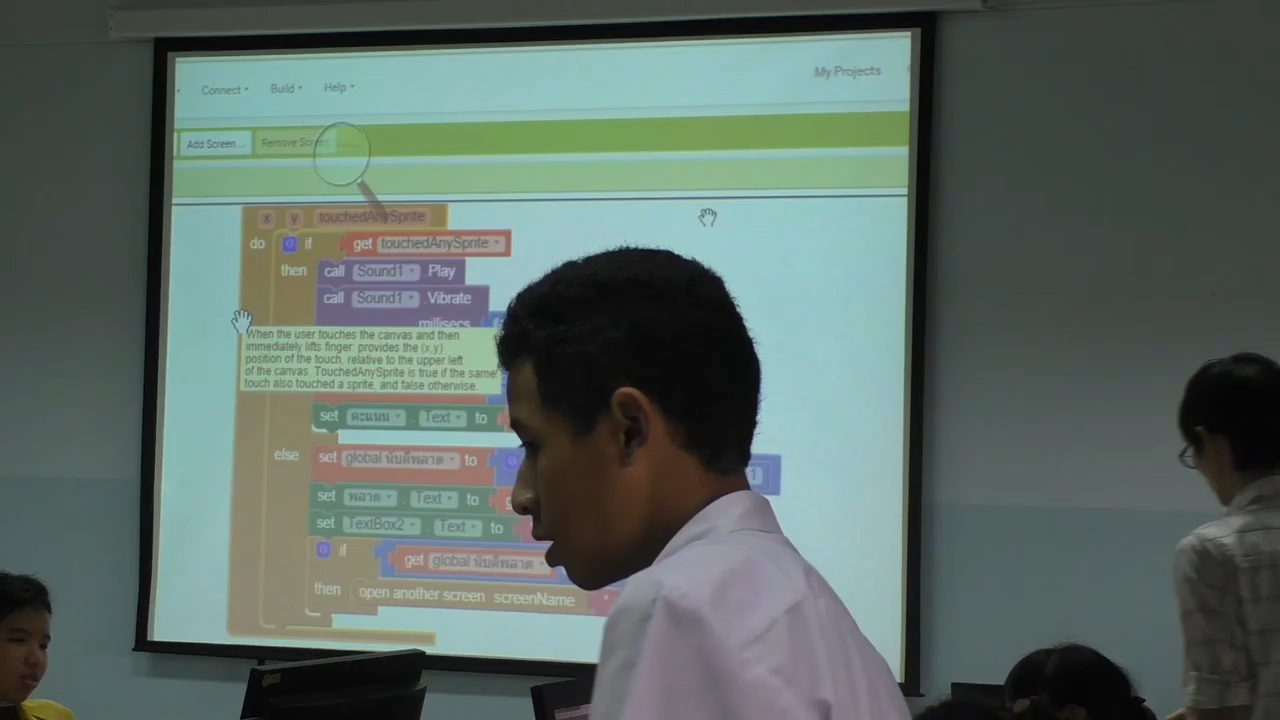 Connect Build Help My Projects
Add Screen ... Remove Screen
x y touchedAnySprite
do if get touchedAnySprite
then call Sound1 .Play
call Sound1 .Vibrate
millisecs
When the user touches the canvas and then
immediately lifts finger: provides the (x,y)
position of the touch, relative to the upper left
of the canvas. TouchedAnySprite is true if the same
touch also touched a sprite, and false otherwise.
set คะแนน . Text to
else set global นับตีพลาด to 1
set พลาด . Text to
set TextBox2 . Text to
if get global นับตีพลาด
then open another screen screenName